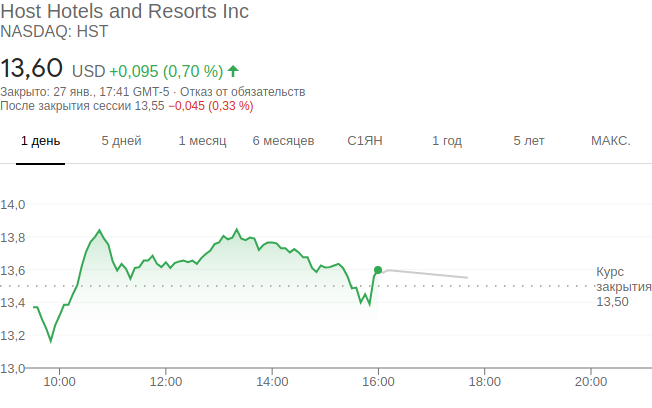 Host Hotels and Resorts Inc
NASDAQ: HST
13,60 USD +0,095 (0,70 %)
Закрыто: 27 янв., 17:41 GMT-5 · Отказ от обязательств
После закрытия сессии 13,55 −0,045 (0,33 %)
1 день 5 дней 1 месяц 6 месяцев С1ЯН 1 год 5 лет МАКС.
14,0
13,8
13,6
13,4
13,2
13,0
Курс
закрытия
13,50
10:00 12:00 14:00 16:00 18:00 20:00